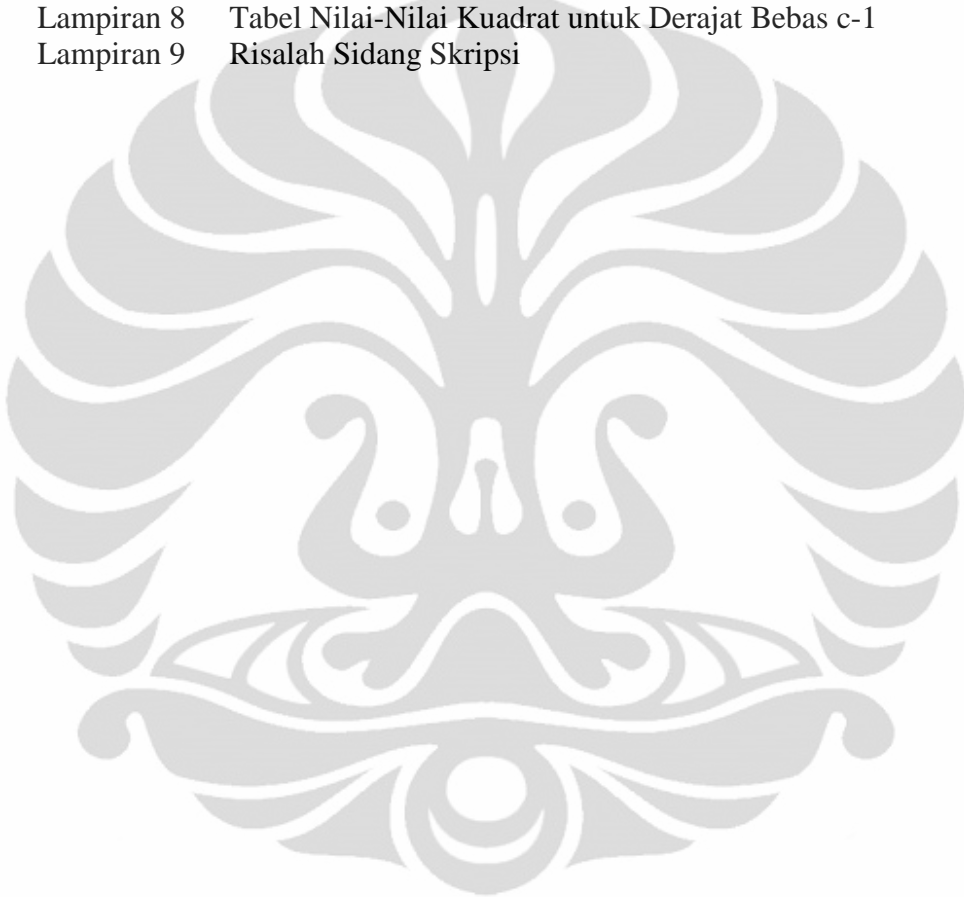 Lampiran 8 Tabel Nilai-Nilai Kuadrat untuk Derajat Bebas c-1
Lampiran 9 Risalah Sidang Skripsi